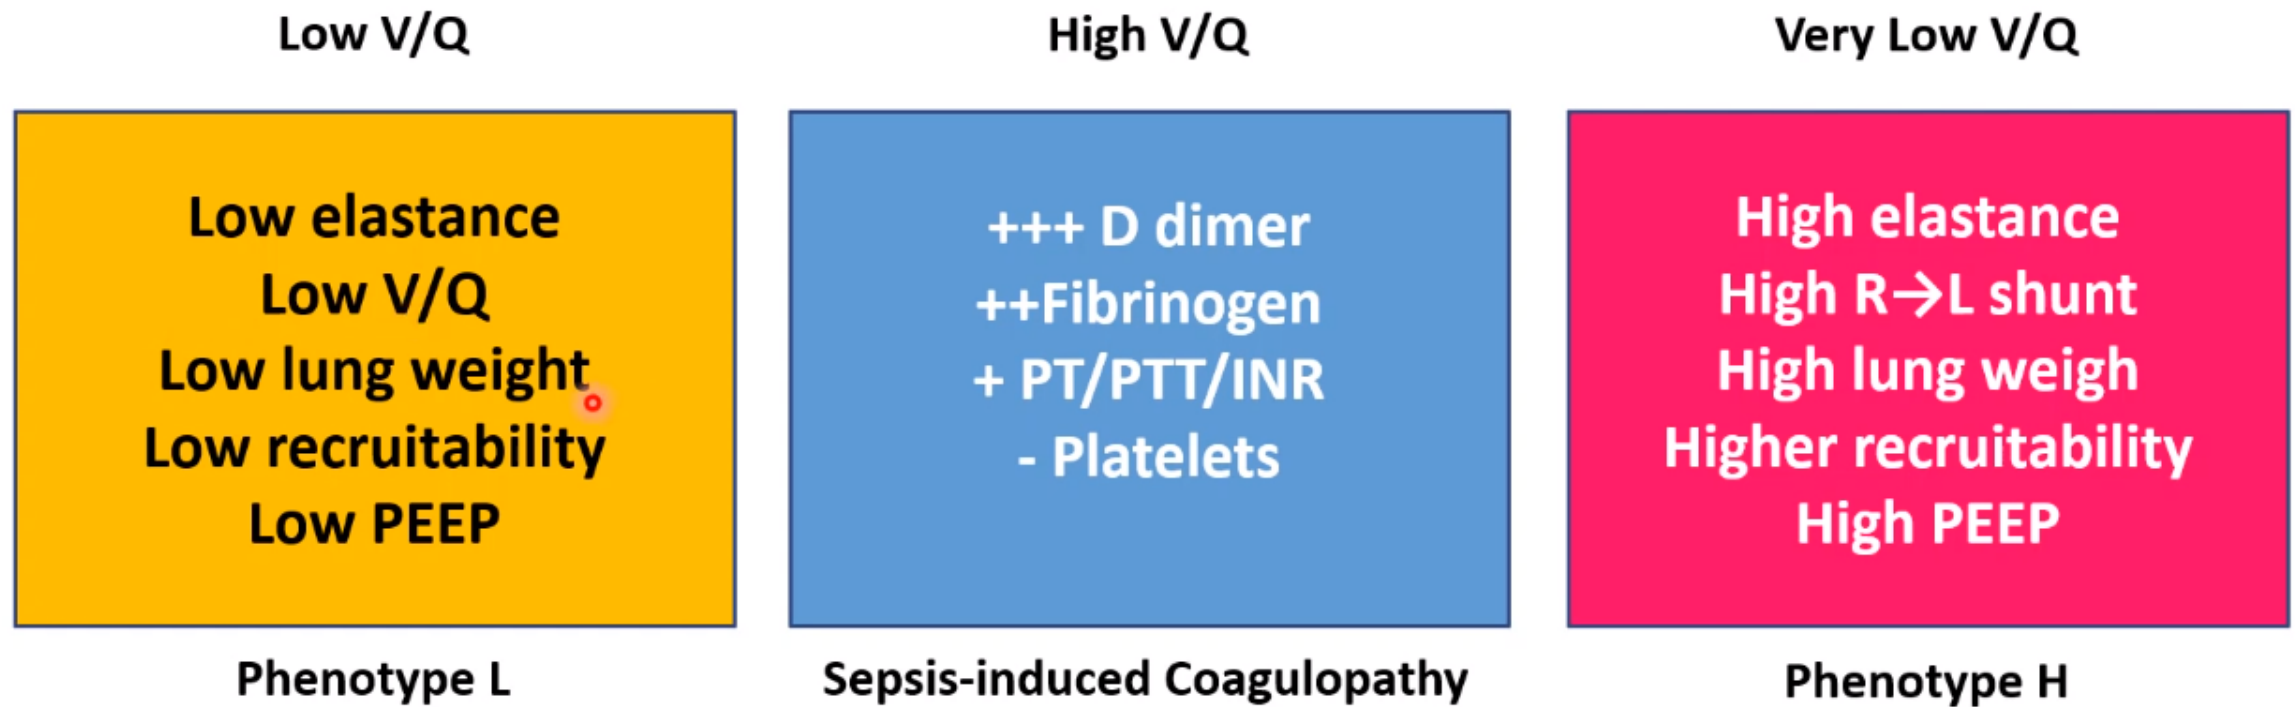 Low V/Q
High V/Q
Very Low V/Q
Low elastance
Low V/Q
Low lung weight
Low recruitability
Low PEEP
+++ D dimer
++Fibrinogen
+ PT/PTT/INR
- Platelets
High elastance
High R→L shunt
High lung weigh
Higher recruitability
High PEEP
Phenotype L
Sepsis-induced Coagulopathy
Phenotype H